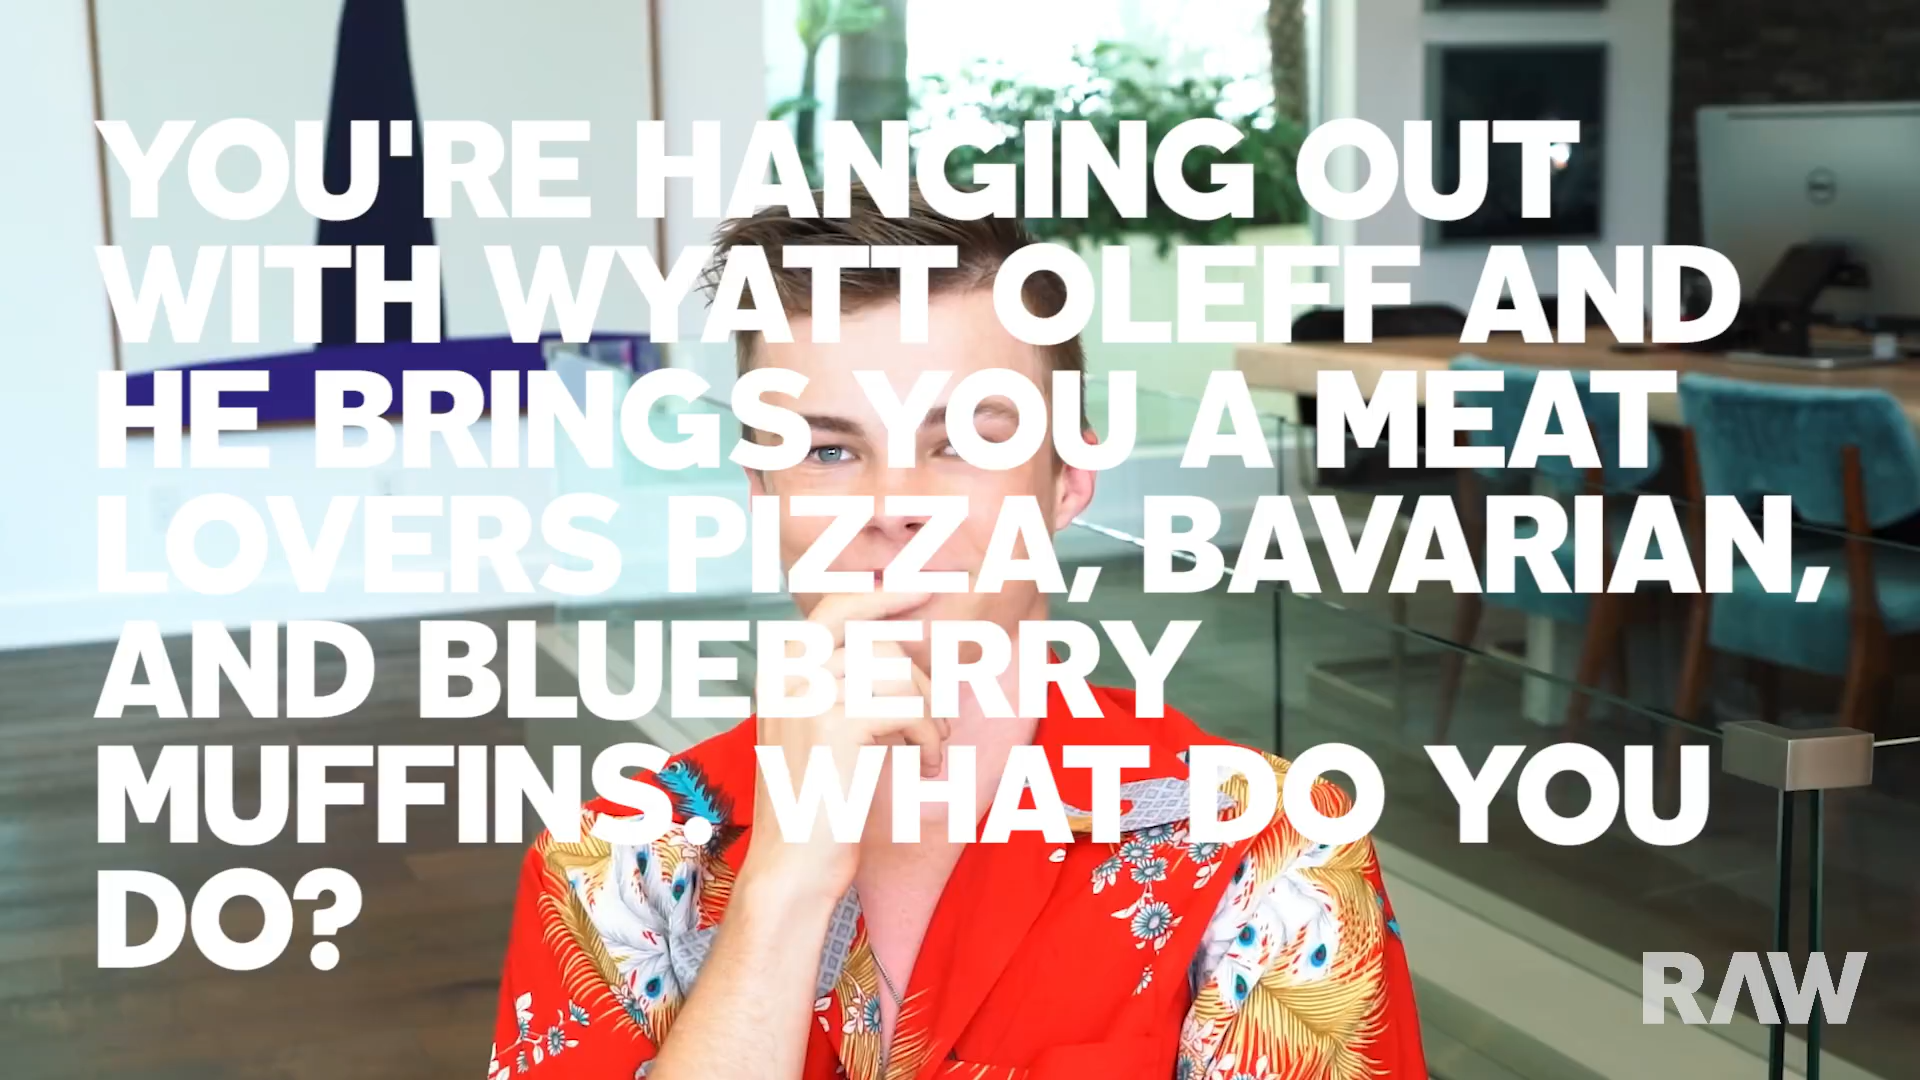 YOU'RE HANGING OUT
WITH WYATT OLEFF AND
HE BRINGS YOU A MEAT
LOVERS PIZZA, BAVARIAN,
AND BLUEBERRY
MUFFINS. WHAT DO YOU
DO?
RAW